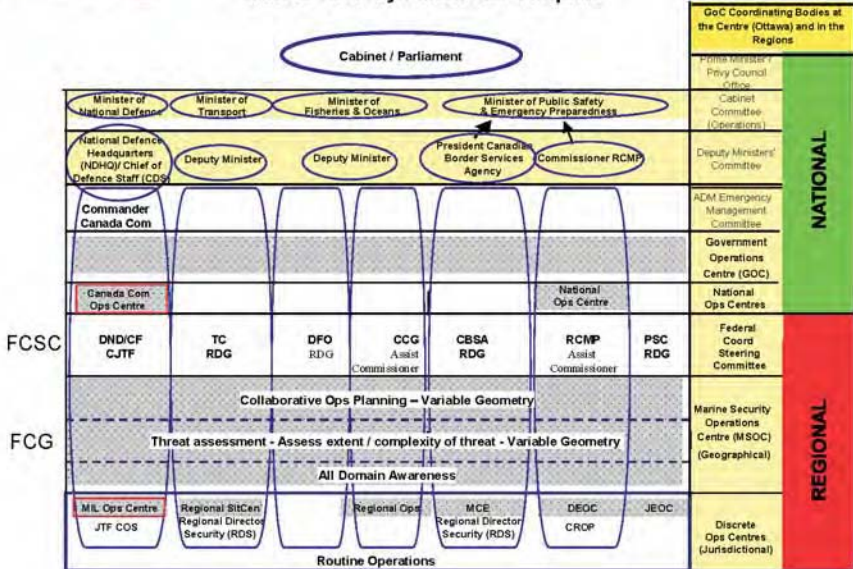 GoC Coordinating Bodies at
the Centre (Ottawa) and in the
Regions
Cabinet / Parliament
Prime Minister /
Privy Council
Office
Minister of
National Defence
Minister of
Transport
Minister of
Fisheries & Oceans
Minister of Public Safety
& Emergency Preparedness
Cabinet
Committee
(Operations)
National Defence
Headquarters
(NDHQ)/ Chief of
Defence Staff (CDS)
Deputy Minister
Deputy Minister
President Canadian
Border Services
Agency
Commissioner RCMP
Deputy Ministers'
Committee
Commander
Canada Com
ADM Emergency
Management
Committee
Government
Operations
Centre (GOC)
Canada Com
Ops Centre
National
Ops Centre
National
Ops Centres
NATIONAL
FCSC
DND/CF
CJTF
TC
RDG
DFO
RDG
CCG
Assist
Commissioner
CBSA
RDG
RCMP
Assist
Commissioner
PSC
RDG
Federal
Coord
Steering
Committee
FCG
Collaborative Ops Planning – Variable Geometry
Threat assessment - Assess extent / complexity of threat - Variable Geometry
All Domain Awareness
Marine Security
Operations
Centre (MSOC)
(Geographical)
MIL Ops Centre
JTF COS
Regional SitCen
Regional Director
Security (RDS)
Regional Ops
MCE
Regional Director
Security (RDS)
DEOC
CROP
JEOC
Discrete
Ops Centres
(Jurisdictional)
Routine Operations
REGIONAL